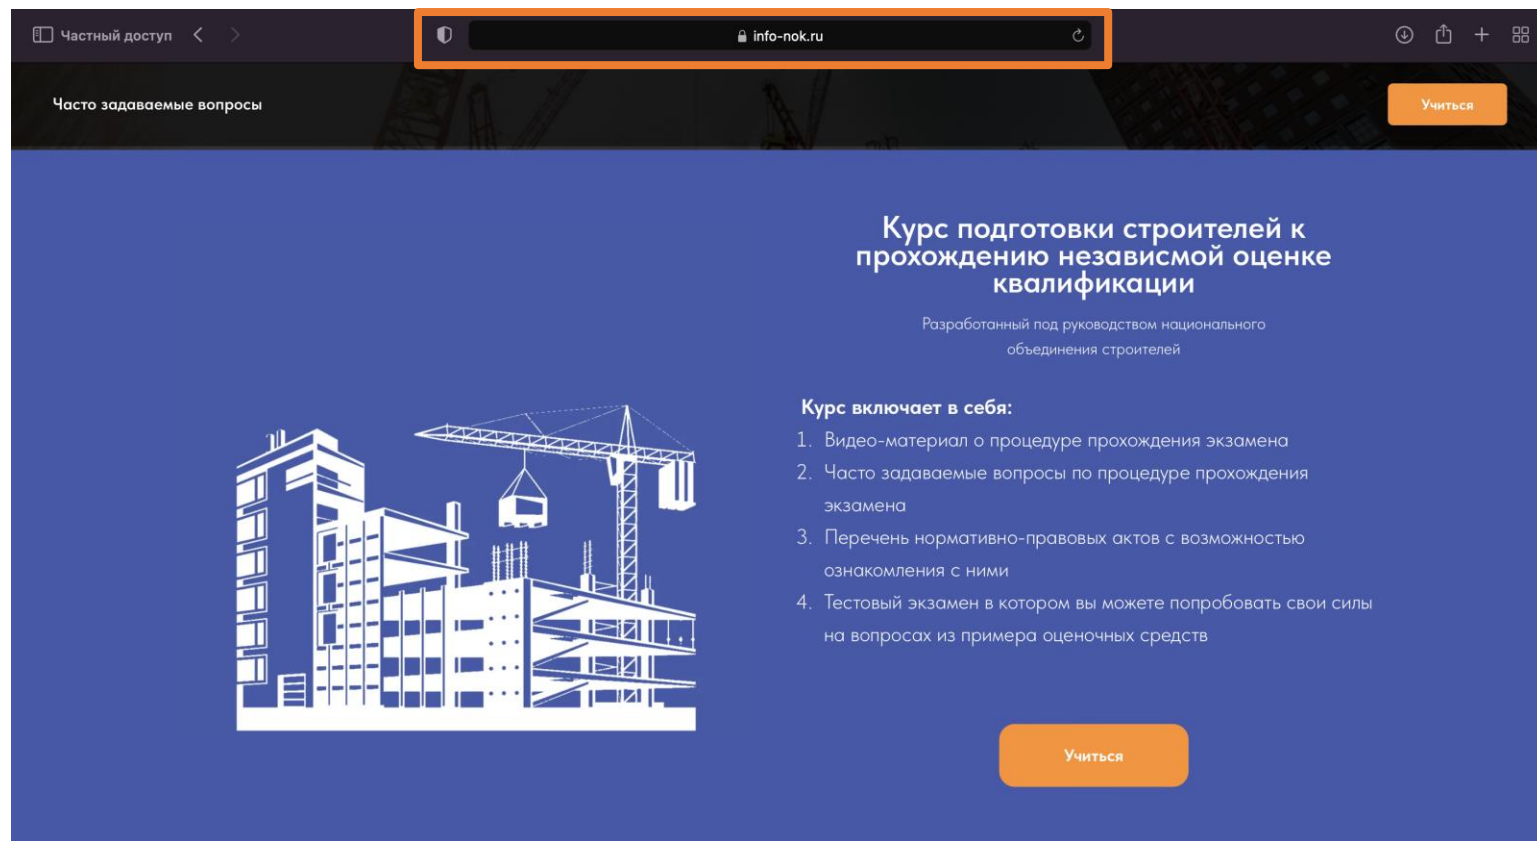 Частный доступ
info-nok.ru
Часто задаваемые вопросы
Учиться
Курс подготовки строителей к
прохождению незавиcмой оценке
квалификации
Разработанный под руководством национального
объединения строителей
Курс включает в себя:
1. Видео-материал о процедуре прохождения экзамена
2. Часто задаваемые вопросы по процедуре прохождения
экзамена
3. Перечень нормативно-правовых актов с возможностью
ознакомления с ними
4. Тестовый экзамен в котором вы можете попробовать свои силы
на вопросах из примера оценочных средств
Учиться